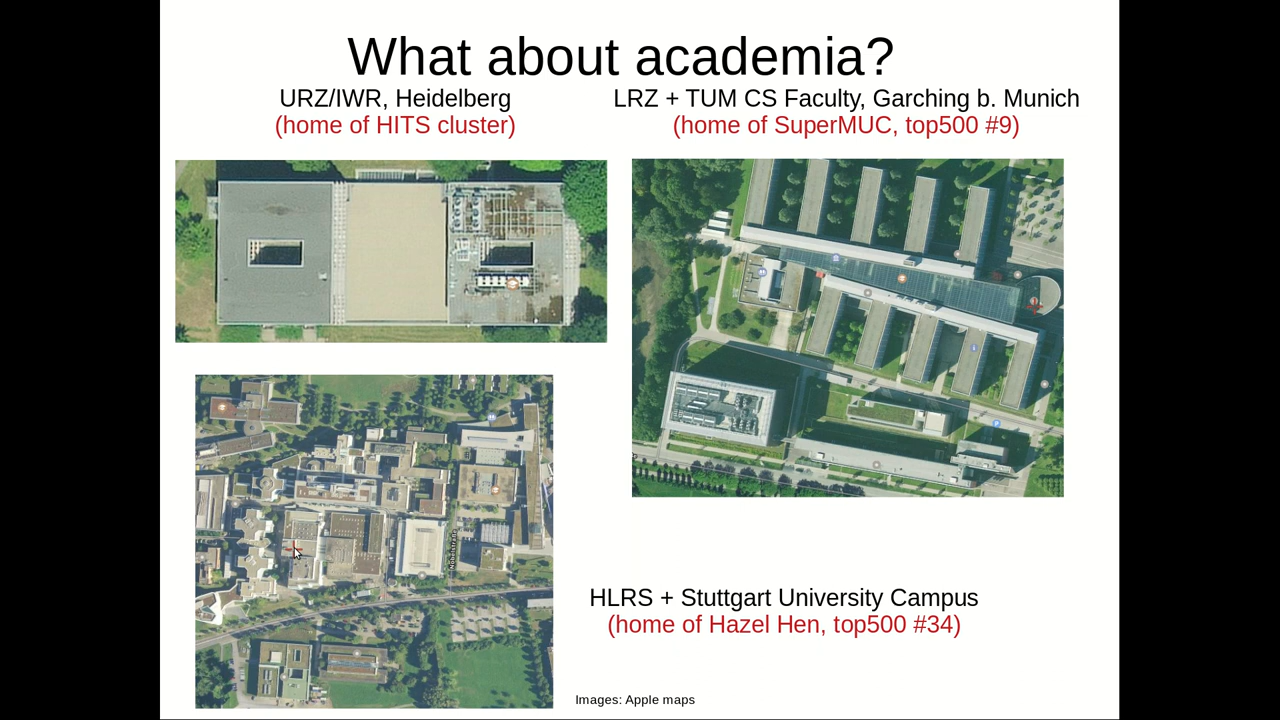 What about academia?
URZ/IWR, Heidelberg
(home of HITS cluster)
LRZ + TUM CS Faculty, Garching b. Munich
(home of SuperMUC, top500 #9)
Nobelstraße
HLRS + Stuttgart University Campus
(home of Hazel Hen, top500 #34)
Images: Apple maps